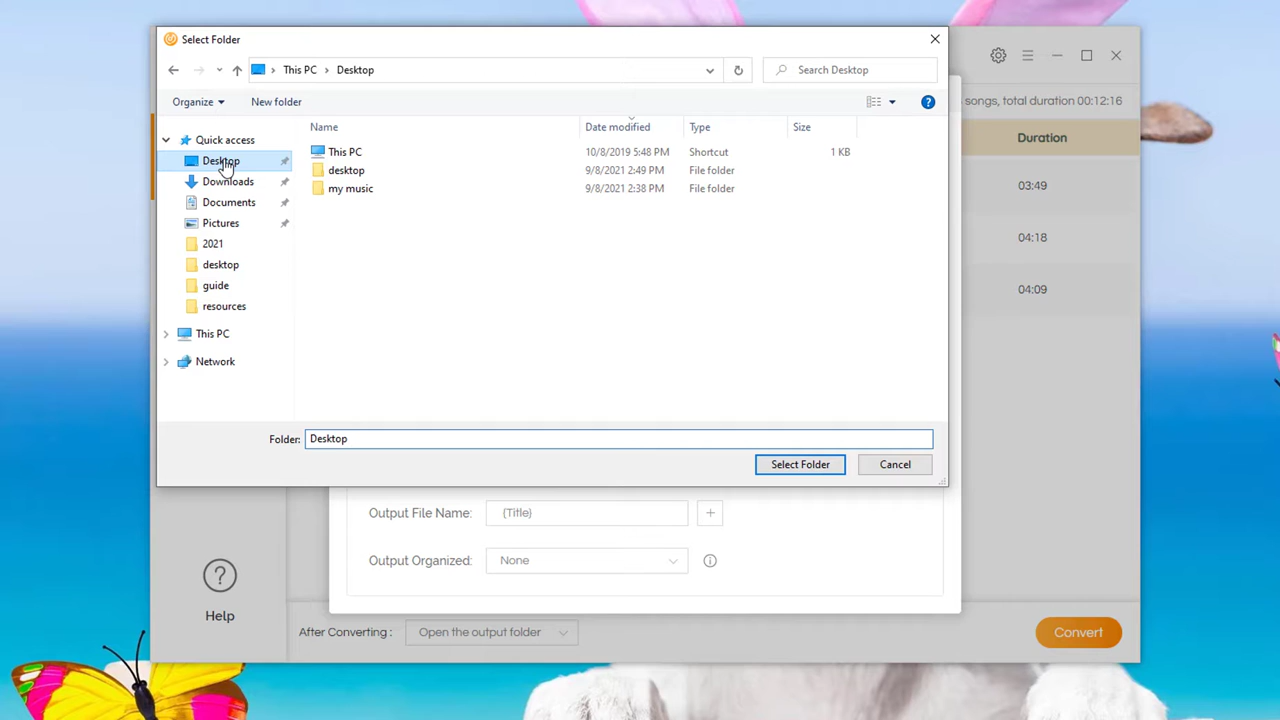 Select Folder
This PC > Desktop
Search Desktop
Organize
New folder
songs, total duration 00:12:16
Name Date modified Type Size
Duration
Quick access
Desktop
Downloads
Documents
Pictures
2021
desktop
guide
resources
This PC
Network
This PC 10/8/2019 5:48 PM Shortcut 1 KB
desktop 9/8/2021 2:49 PM File folder
my music 9/8/2021 2:38 PM File folder
03:49
04:18
04:09
Folder: Desktop
Select Folder Cancel
Output File Name: {Title} +
Output Organized: None
Help
After Converting : Open the output folder
Convert